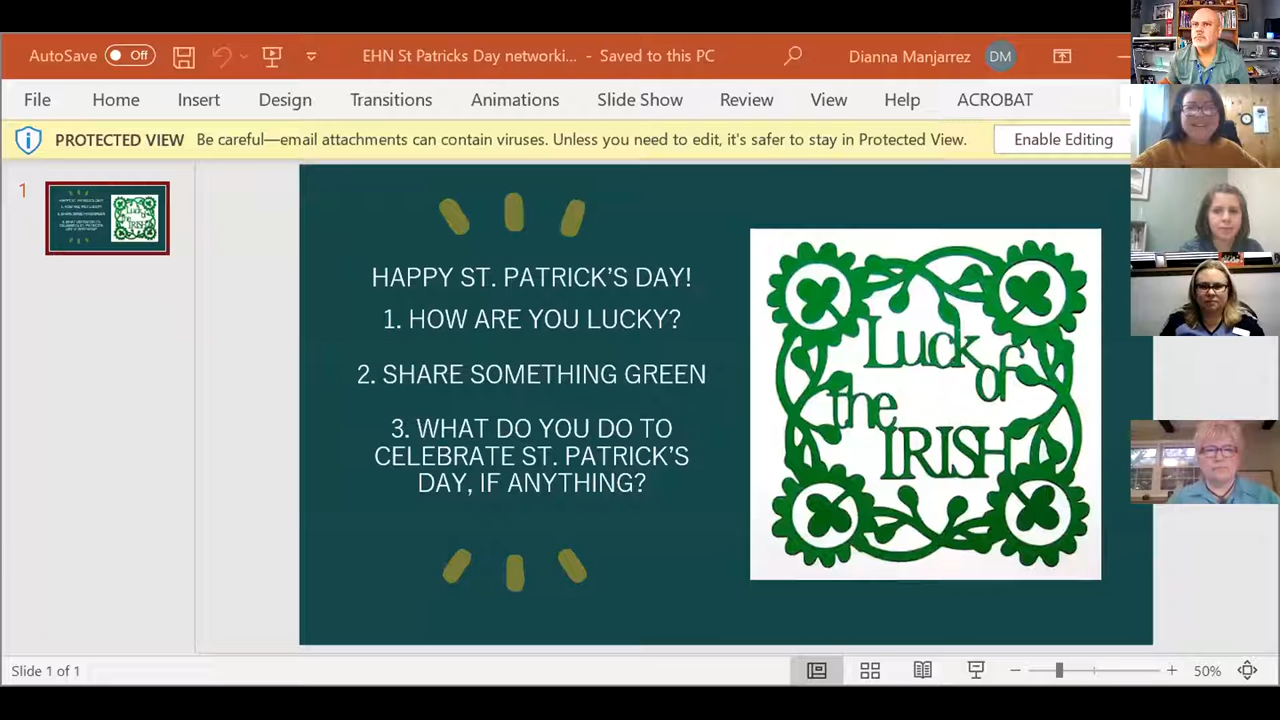 AutoSave Off EHN St Patricks Day networki... - Saved to this PC Dianna Manjarrez DM
File Home Insert Design Transitions Animations Slide Show Review View Help ACROBAT
PROTECTED VIEW Be careful—email attachments can contain viruses. Unless you need to edit, it's safer to stay in Protected View. Enable Editing
1
HAPPY ST. PATRICK'S DAY!
1. HOW ARE YOU LUCKY?
2. SHARE SOMETHING GREEN
3. WHAT DO YOU DO TO
CELEBRATE ST. PATRICK'S
DAY, IF ANYTHING?
Luck
of
the
IRISH
Slide 1 of 1 50%